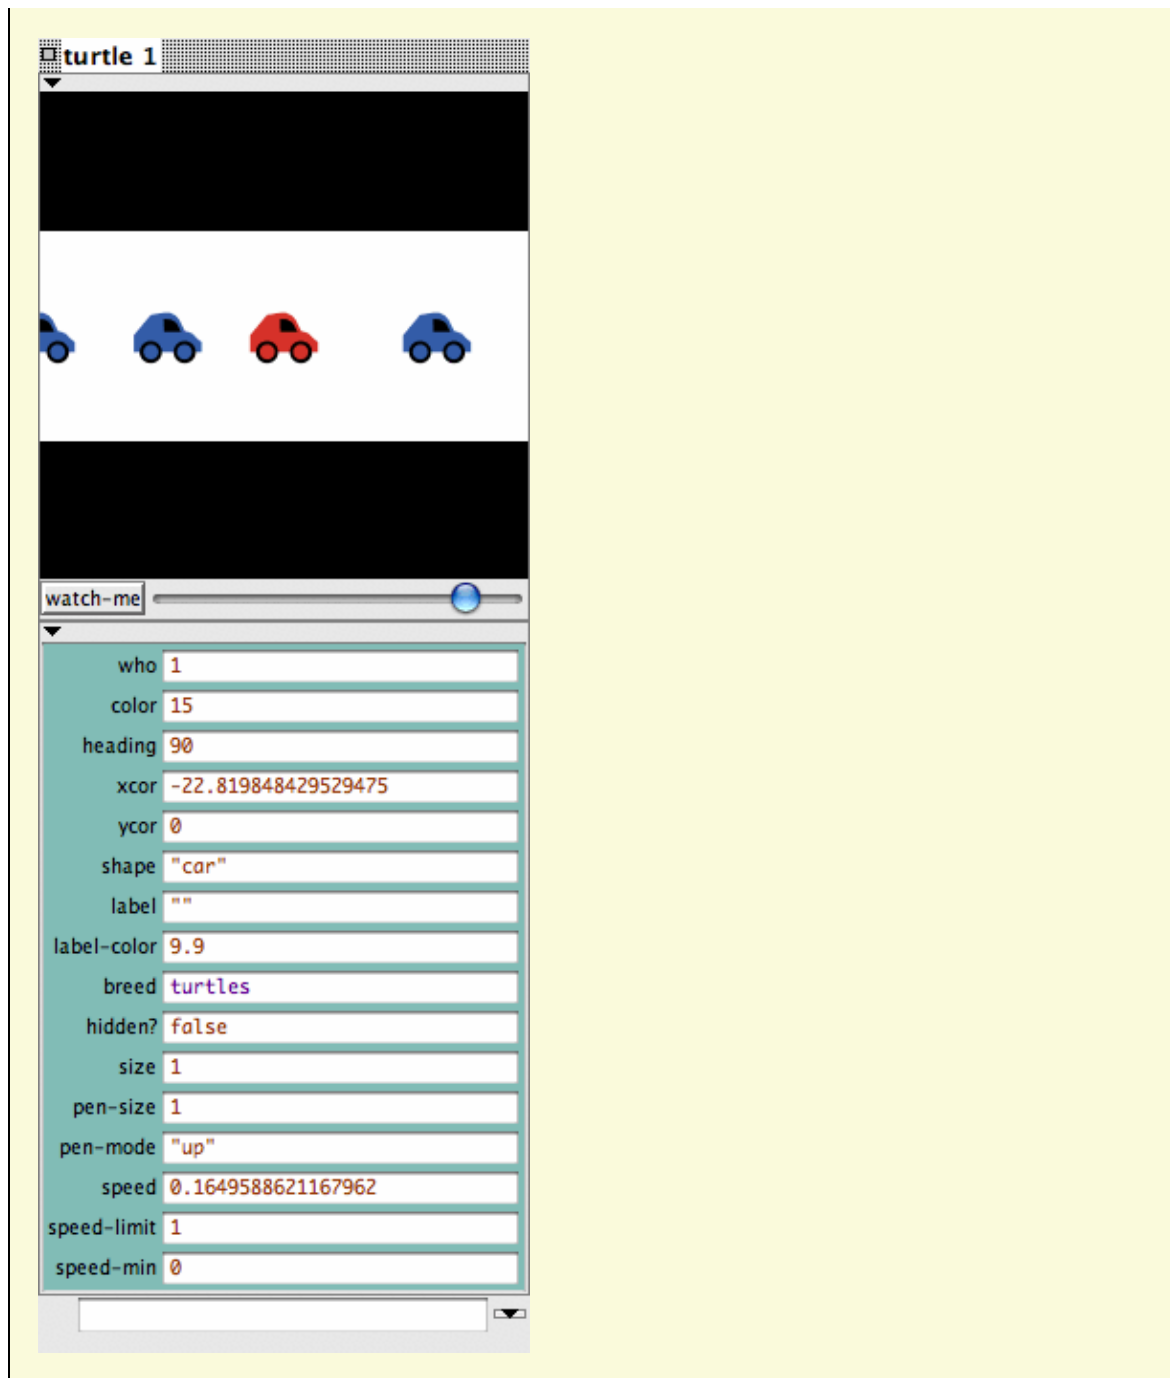 turtle 1
watch-me
who 1
color 15
heading 90
xcor -22.819848429529475
ycor 0
shape "car"
label ""
label-color 9.9
breed turtles
hidden? false
size 1
pen-size 1
pen-mode "up"
speed 0.1649588621167962
speed-limit 1
speed-min 0